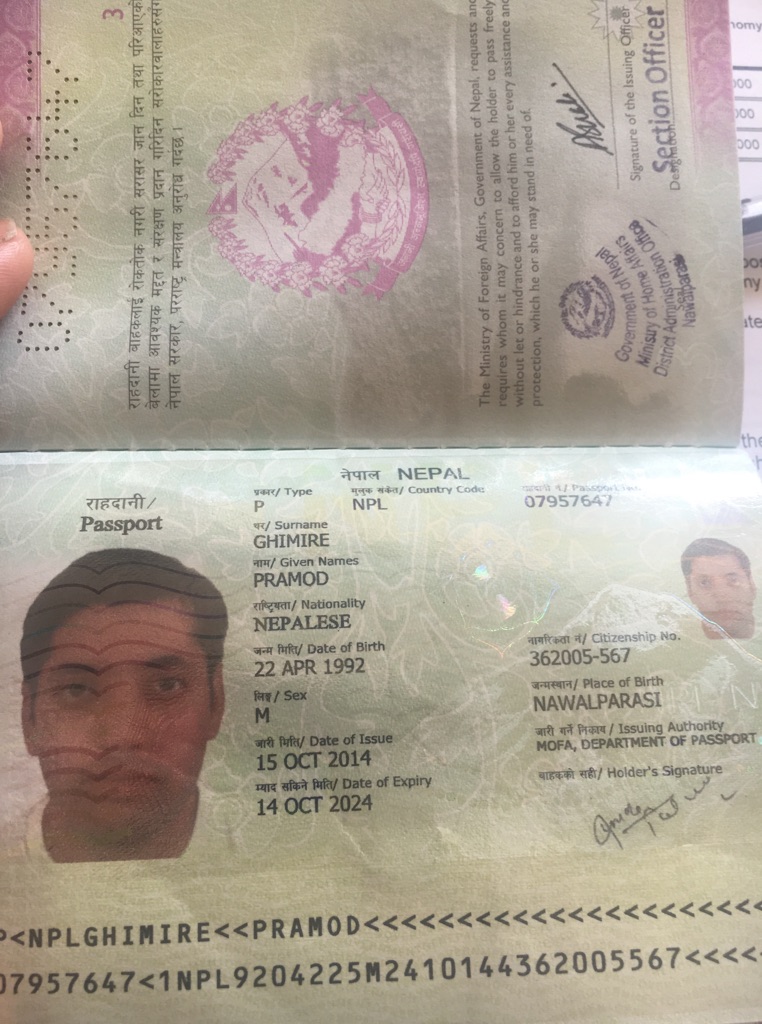 3
राहदानी बाहकलाई रोकतोक नगरी सरासर जान दिन तथा परिआएको
बेलामा आवश्यक मद्दत र संरक्षण प्रदान गरिदिन सरोकारवालाहरुसँग
नेपाल सरकार, परराष्ट्र मन्त्रालय अनुरोध गर्दछ ।
The Ministry of Foreign Affairs, Government of Nepal, requests and
requires whom it may concern to allow the holder to pass freely
without let or hindrance and to afford him or her every assistance and
protection, which he or she may stand in need of.
Signature of the Issuing Officer
Section Officer
Government of Nepal
Ministry of Home Affairs
District Administration Office
Nawalparasi
नेपाल NEPAL
राहदानी/
Passport
प्रकार/ Type
P
मुलुक संकेत/ Country Code
NPL
राहदानी नं/ Passport
07957647
थर/ Surname
GHIMIRE
नाम/ Given Names
PRAMOD
राष्ट्रियता/ Nationality
NEPALESE
जन्म मिति/ Date of Birth
22 APR 1992
नागरिकता नं/ Citizenship No.
362005-567
लिङ्ग/ Sex
M
जन्मस्थान/ Place of Birth
NAWALPARASI
जारी मिति/ Date of Issue
15 OCT 2014
जारी गर्ने निकाय / Issuing Authority
MOFA, DEPARTMENT OF PASSPORT
म्याद सकिने मिति/ Date of Expiry
14 OCT 2024
बाहकको सही/ Holder's Signature
P<NPLGHIMIRE<<PRAMOD<<<<<<<<<<<<<<<<<<<<<
07957647<1NPL9204225M24101443620055​67<<<<